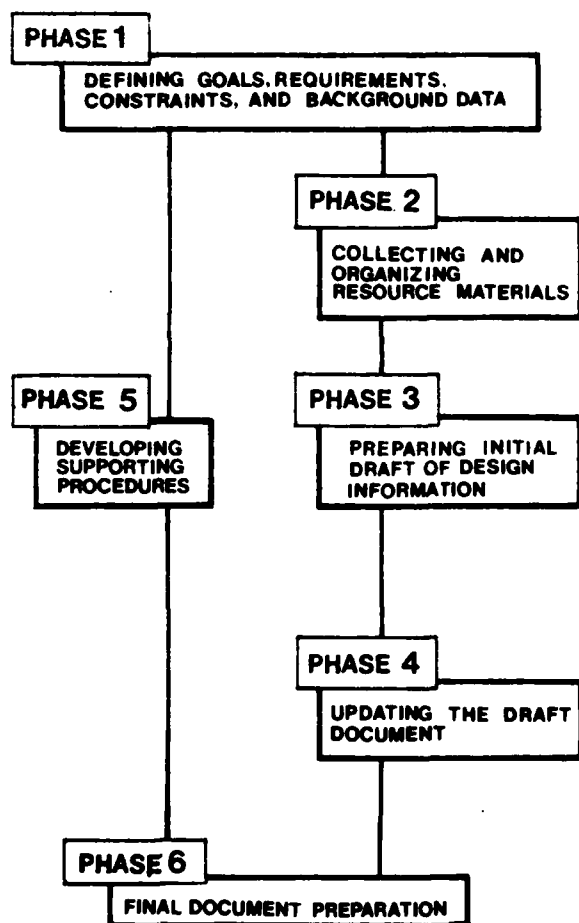 PHASE 1
DEFINING GOALS, REQUIREMENTS,
CONSTRAINTS, AND BACKGROUND DATA
PHASE 2
COLLECTING AND
ORGANIZING
RESOURCE MATERIALS
PHASE 5
DEVELOPING
SUPPORTING
PROCEDURES
PHASE 3
PREPARING INITIAL
DRAFT OF DESIGN
INFORMATION
PHASE 4
UPDATING THE DRAFT
DOCUMENT
PHASE 6
FINAL DOCUMENT PREPARATION